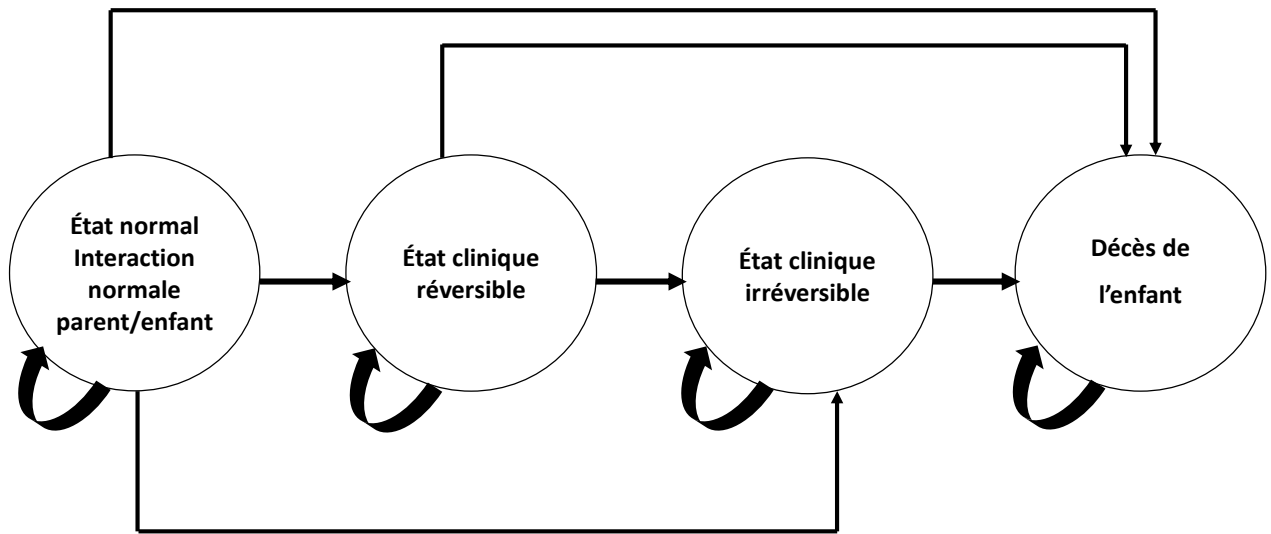 État normal
Interaction
normale
parent/enfant
État clinique
réversible
État clinique
irréversible
Décès de
l’enfant